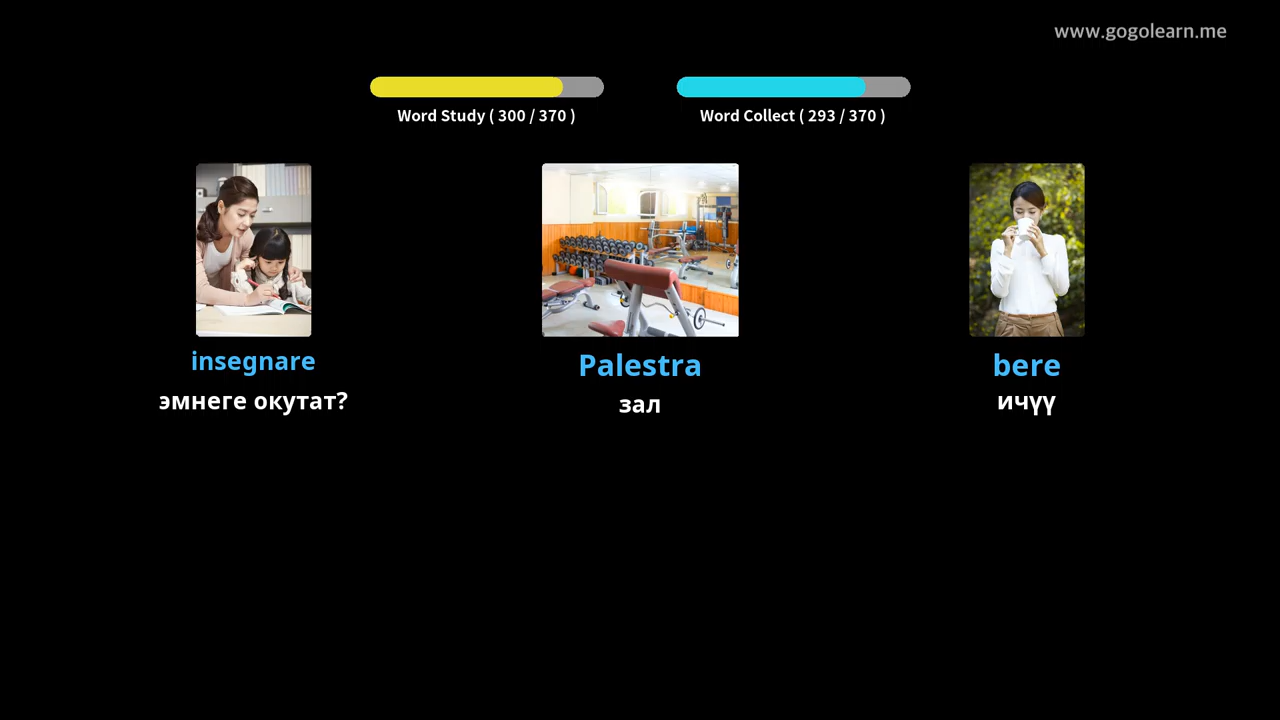 www.gogolearn.me
Word Study ( 300 / 370 )
Word Collect ( 293 / 370 )
insegnare
эмнеге окутат?
Palestra
зал
bere
ичүү